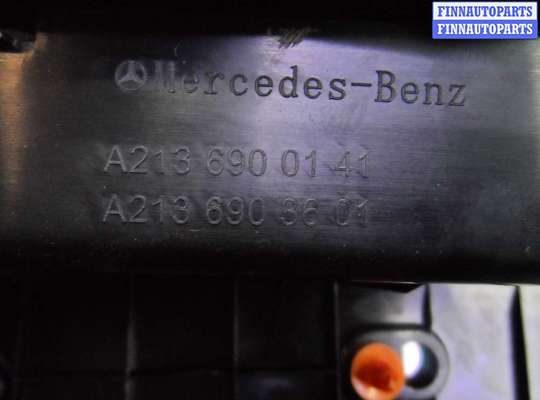 FINNAUTOPARTS
FINNAUTOPARTS
Mercedes-Benz
A213 690 01 41
A213 690 36 01